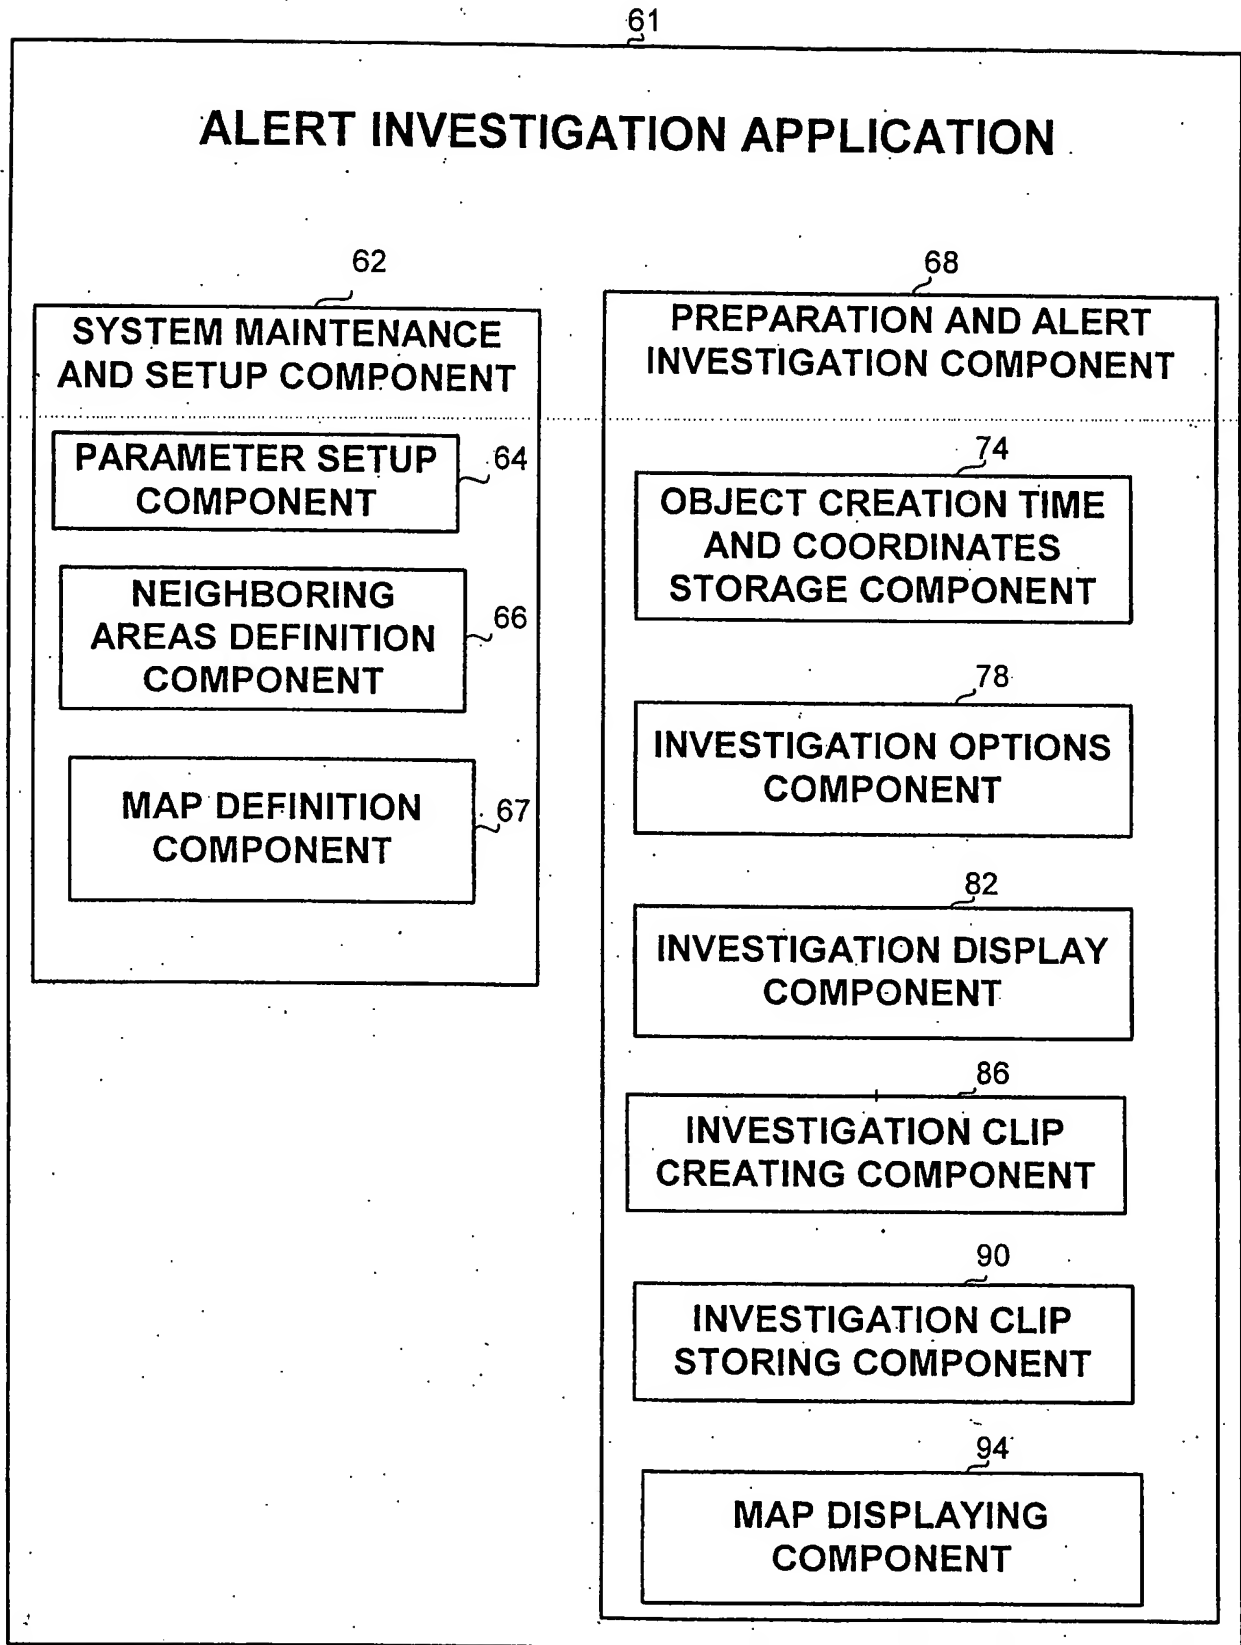 61
ALERT INVESTIGATION APPLICATION
62
SYSTEM MAINTENANCE
AND SETUP COMPONENT
PARAMETER SETUP
COMPONENT
64
NEIGHBORING
AREAS DEFINITION
COMPONENT
66
MAP DEFINITION
COMPONENT
67
68
PREPARATION AND ALERT
INVESTIGATION COMPONENT
74
OBJECT CREATION TIME
AND COORDINATES
STORAGE COMPONENT
78
INVESTIGATION OPTIONS
COMPONENT
82
INVESTIGATION DISPLAY
COMPONENT
86
INVESTIGATION CLIP
CREATING COMPONENT
90
INVESTIGATION CLIP
STORING COMPONENT
94
MAP DISPLAYING
COMPONENT